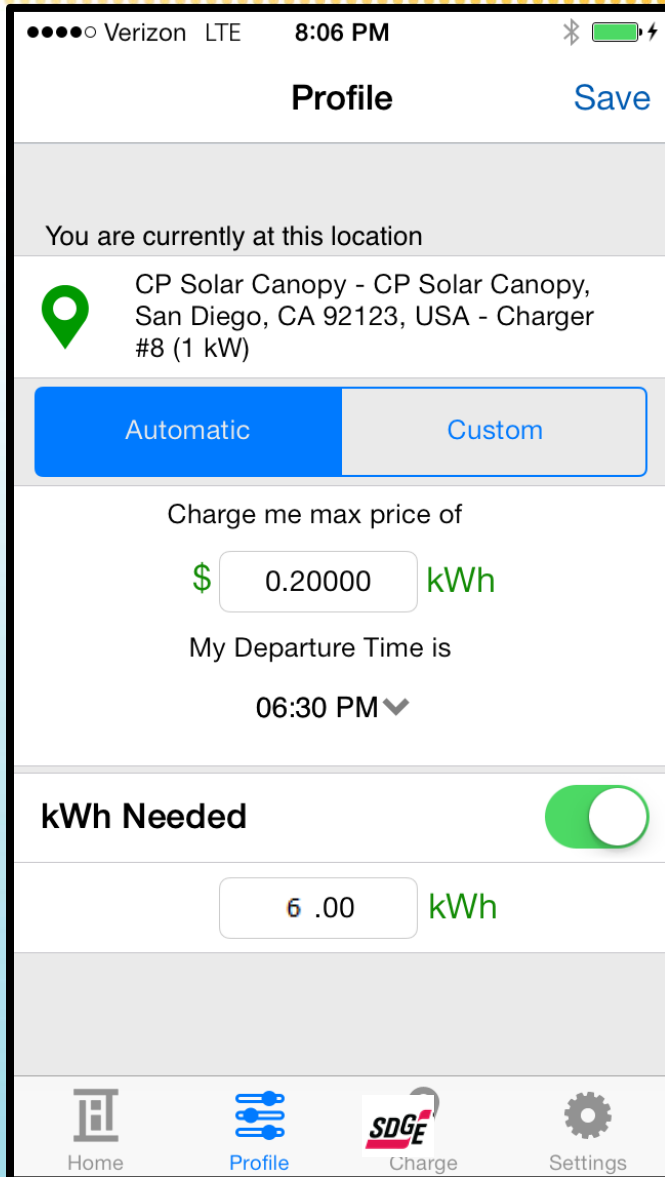 Verizon LTE 8:06 PM
Profile Save
You are currently at this location
CP Solar Canopy - CP Solar Canopy,
San Diego, CA 92123, USA - Charger
#8 (1 kW)
Automatic Custom
Charge me max price of
$ 0.20000 kWh
My Departure Time is
06:30 PM
kWh Needed
6 .00 kWh
SDGE
Home Profile Charge Settings